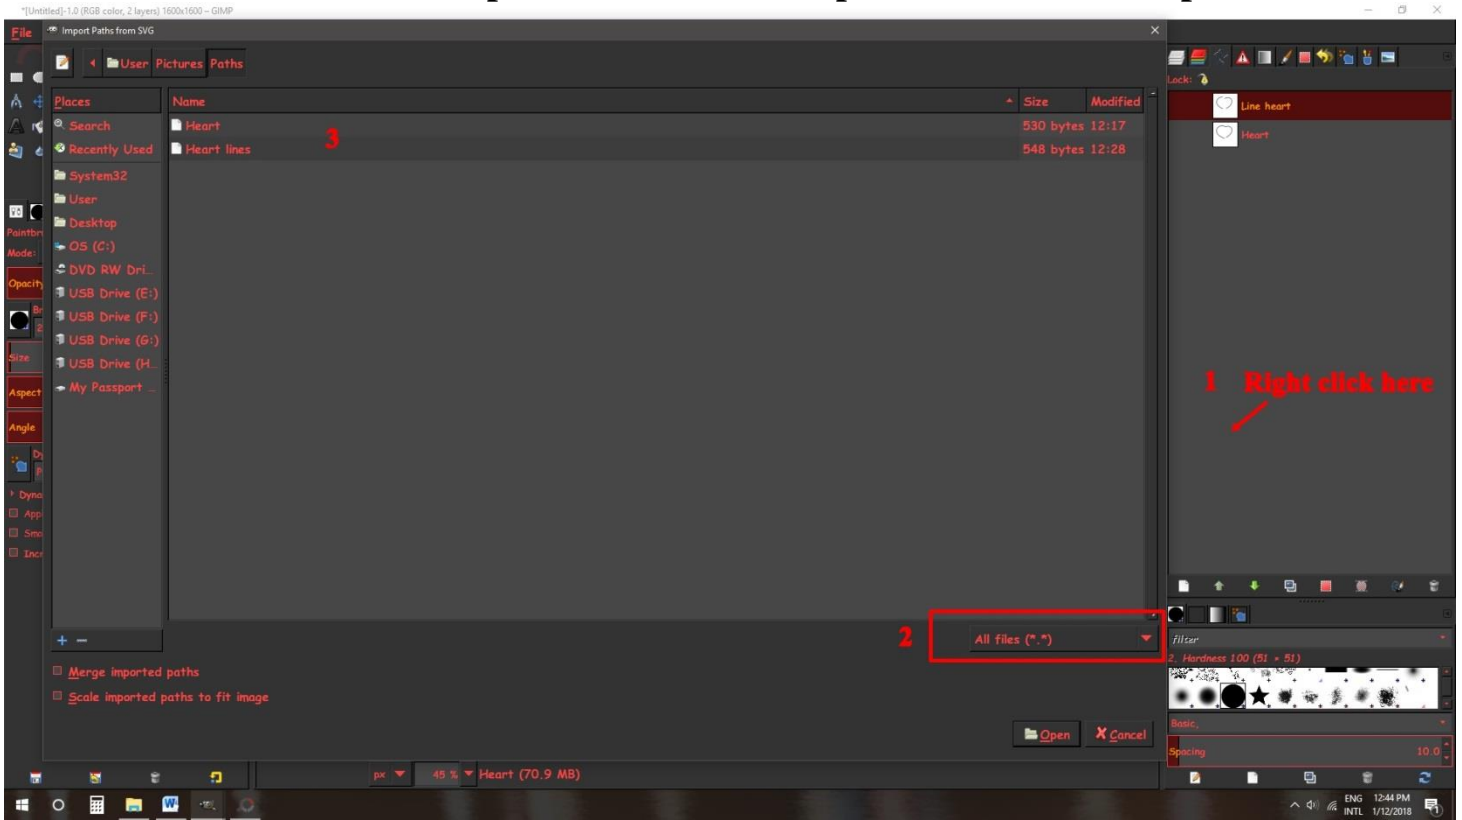 *[Untitled]-1.0 (RGB color, 2 layers) 1600x1600 – GIMP
File
Import Paths from SVG
User Pictures Paths
Lock:
Places
Name Size Modified
Search
Heart 530 bytes 12:17
3
Recently Used
Heart lines 548 bytes 12:28
System32
User
Desktop
OS (C:)
DVD RW Dri...
USB Drive (E:)
USB Drive (F:)
USB Drive (G:)
USB Drive (H...
My Passport ...
Line heart
Heart
Mode:
Opacity
Size
Aspect
Angle
1 Right click here
2
All files (*.*)
Merge imported paths
Scale imported paths to fit image
Open Cancel
filter
2. Hardness 100 (51 × 51)
Basic,
Spacing 10.0
px 45 % Heart (70.9 MB)
ENG 12:44 PM
INTL 1/12/2018